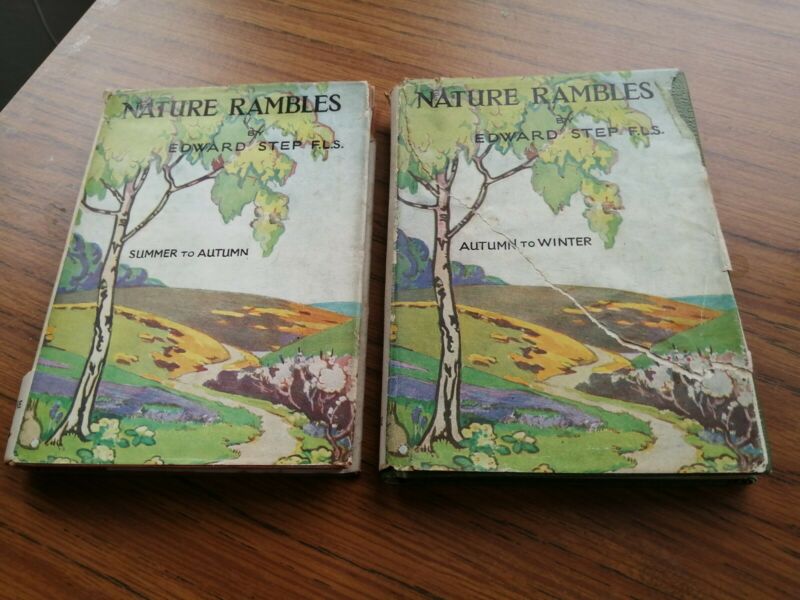 NATURE RAMBLES
BY
EDWARD STEP F.L.S.
SUMMER TO AUTUMN
NATURE RAMBLES
BY
EDWARD STEP F.L.S.
AUTUMN TO WINTER